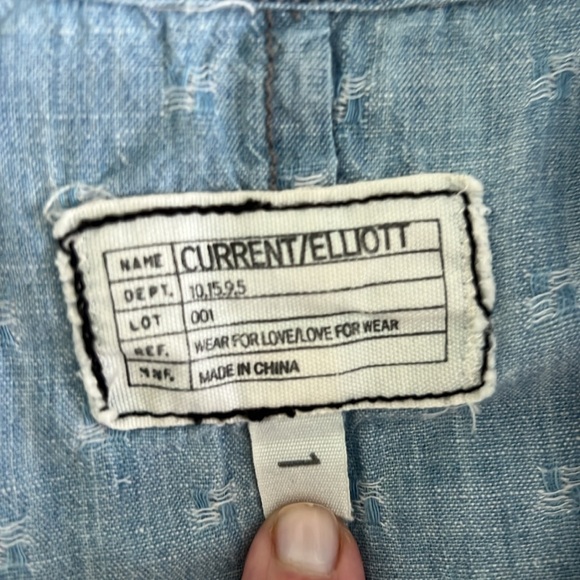 NAME CURRENT/ELLIOTT
DEPT. 10.15.9.5
LOT 001
REF. WEAR FOR LOVE/LOVE FOR WEAR
MNF. MADE IN CHINA
1